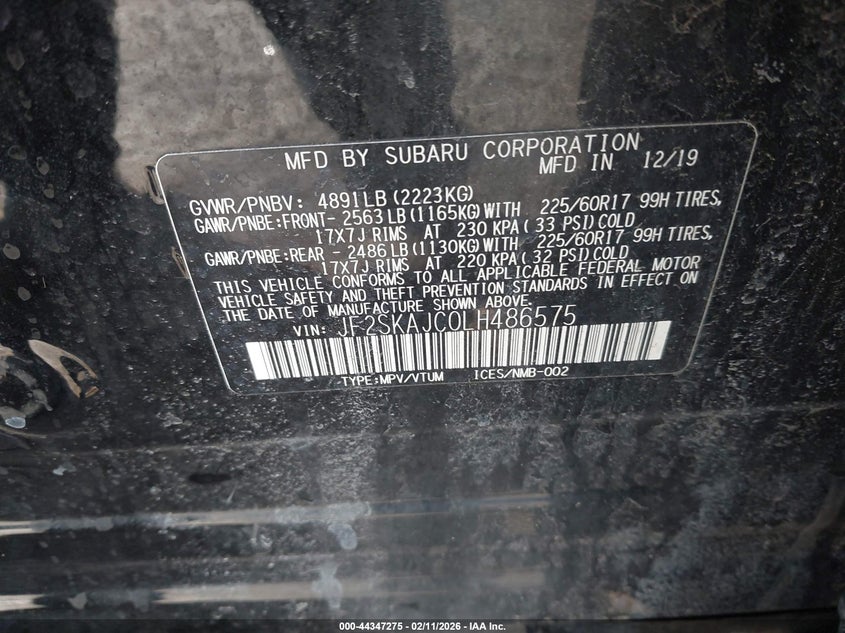 MFD BY SUBARU CORPORATION
MFD IN 12/19
GVWR/PNBV: 4891LB(2223KG)
GAWR/PNBE:FRONT- 2563LB(1165KG)WITH 225/60R17 99H TIRES,
17X7J RIMS AT 230 KPA( 33 PSI)COLD
GAWR/PNBE:REAR - 2486LB(1130KG)WITH 225/60R17 99H TIRES,
17X7J RIMS AT 220 KPA( 32 PSI)COLD
THIS VEHICLE CONFORMS TO ALL APPLICABLE FEDERAL MOTOR
VEHICLE SAFETY AND THEFT PREVENTION STANDARDS IN EFFECT ON
THE DATE OF MANUFACTURE SHOWN ABOVE.
VIN: JF2SKAJC0LH486575
TYPE:MPV/VTUM ICES/NMB-002
000-44347275 - 02/11/2026 - IAA Inc.